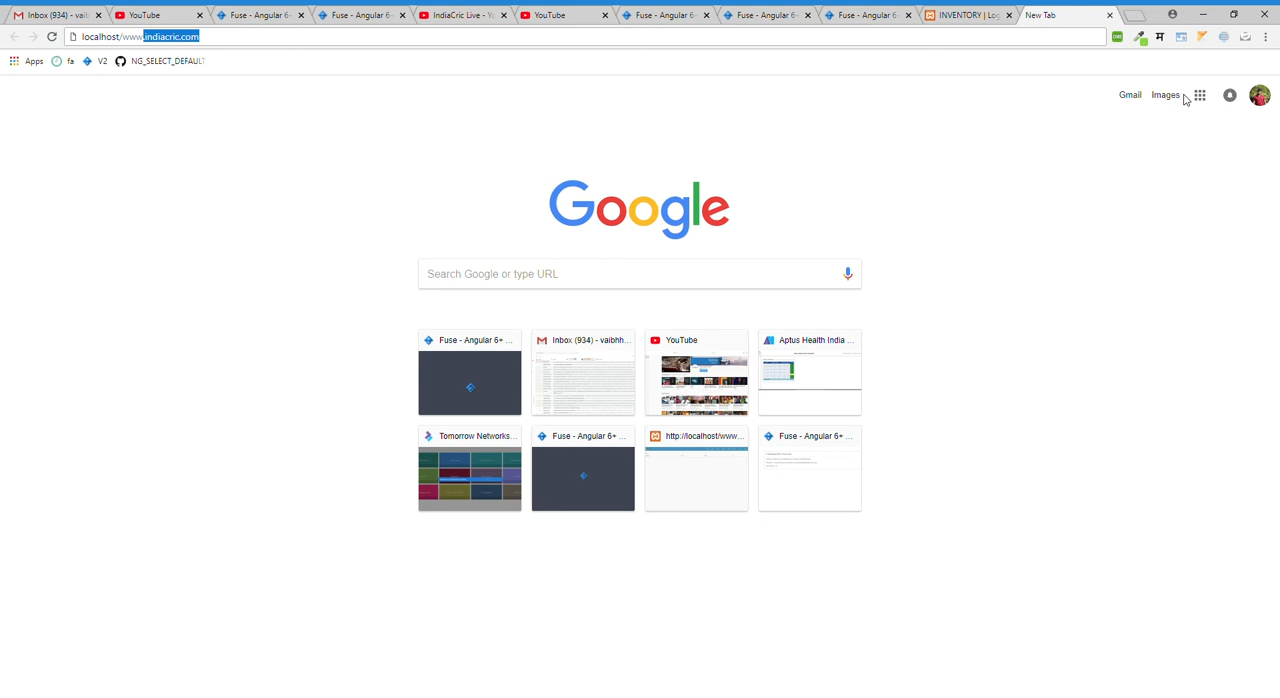 Inbox (934) - vaib
YouTube
Fuse - Angular 6
Fuse - Angular 6
IndiaCric Live - Yo
YouTube
Fuse - Angular 6
Fuse - Angular 6
Fuse - Angular 6
INVENTORY | Log
New Tab
localhost/www.indiacric.com
Apps
fa
V2
NG_SELECT_DEFAULT
Gmail
Images
Google
Search Google or type URL
Fuse - Angular 6+ ...
Inbox (934) - vaibhh...
YouTube
Aptus Health India ...
Tomorrow Networks...
Fuse - Angular 6+ ...
http://localhost/www...
Fuse - Angular 6+ ...